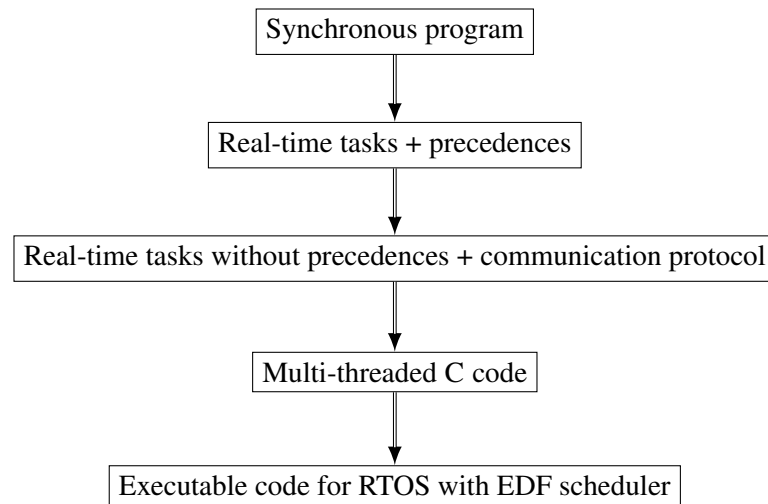 Synchronous program
Real-time tasks + precedences
Real-time tasks without precedences + communication protocol
Multi-threaded C code
Executable code for RTOS with EDF scheduler